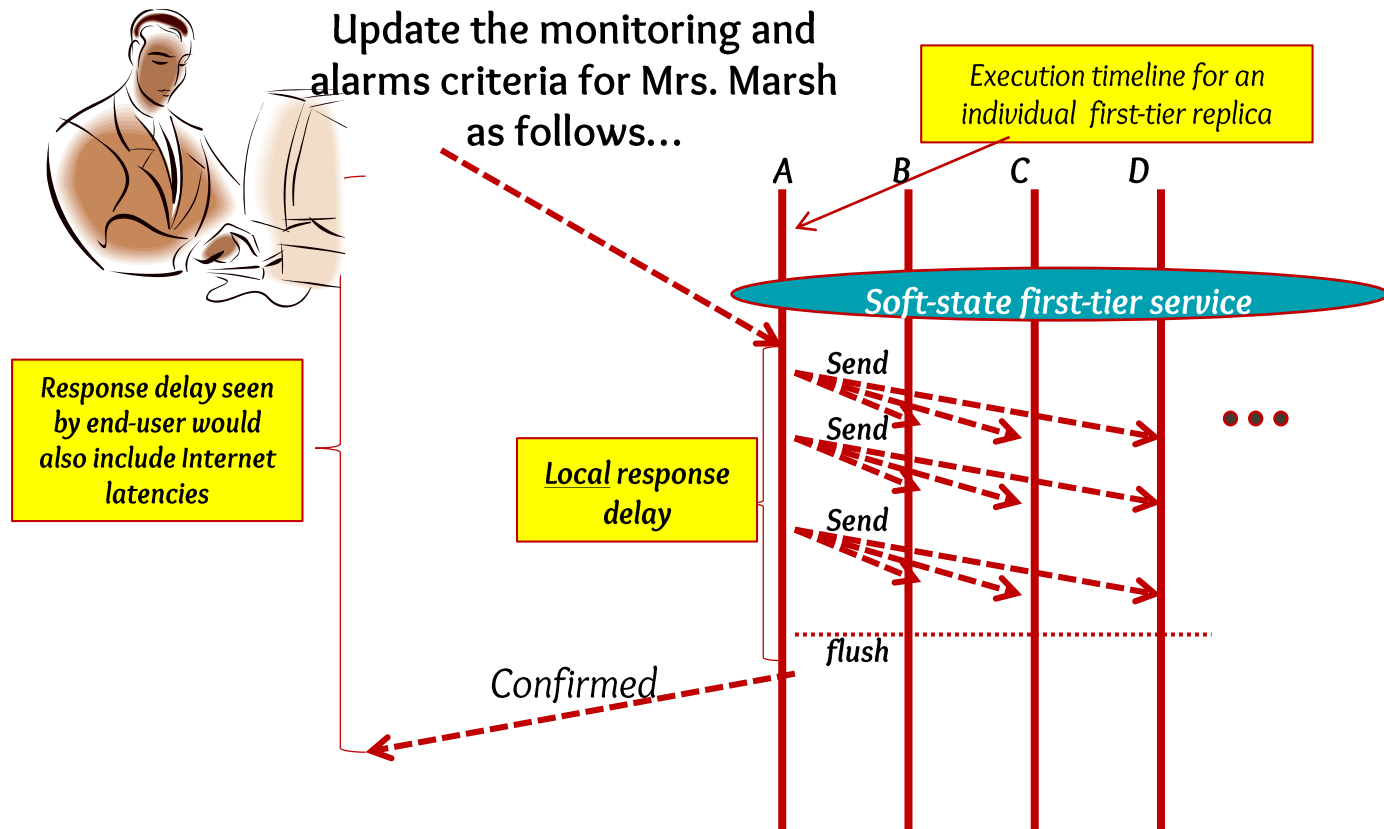 Update the monitoring and
alarms criteria for Mrs. Marsh
as follows…
Execution timeline for an
individual first-tier replica
A B C D
Soft-state first-tier service
Send
Response delay seen
by end-user would
also include Internet
latencies
Send
Local response
delay
Send
flush
Confirmed